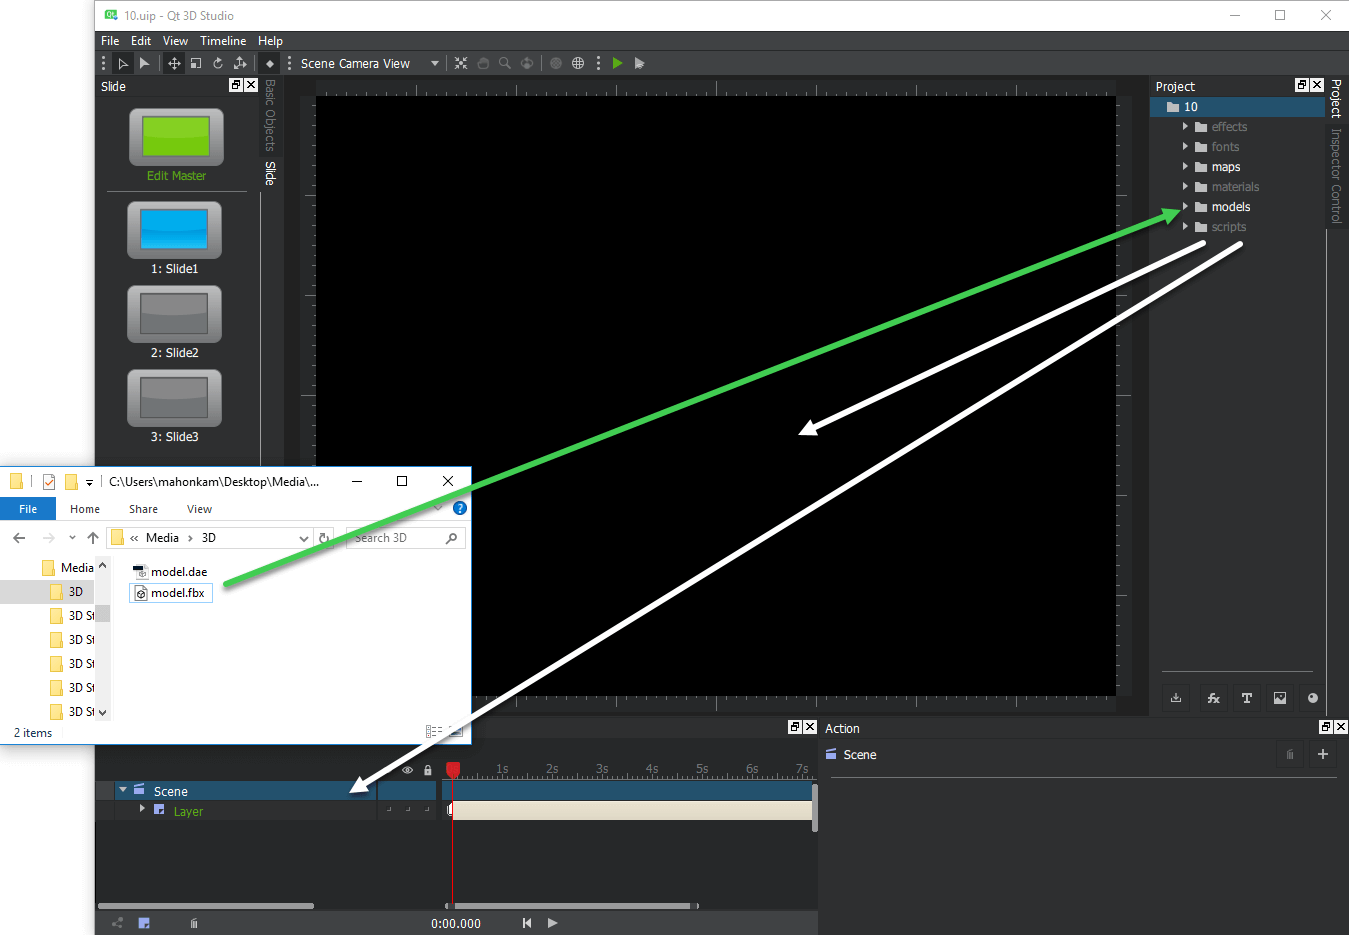 10.uip - Qt 3D Studio
File Edit View Timeline Help
Scene Camera View
Slide
Basic Objects
Slide
Edit Master
1: Slide1
2: Slide2
3: Slide3
Project
10
effects
fonts
maps
materials
models
scripts
Project
Inspector Control
C:\Users\mahonkam\Desktop\Media\...
File Home Share View
« Media › 3D
Search 3D
Media
3D
3D St
3D St
3D St
3D St
3D St
model.dae
model.fbx
2 items
1s 2s 3s 4s 5s 6s 7s
Scene
Layer
0:00.000
Action
Scene